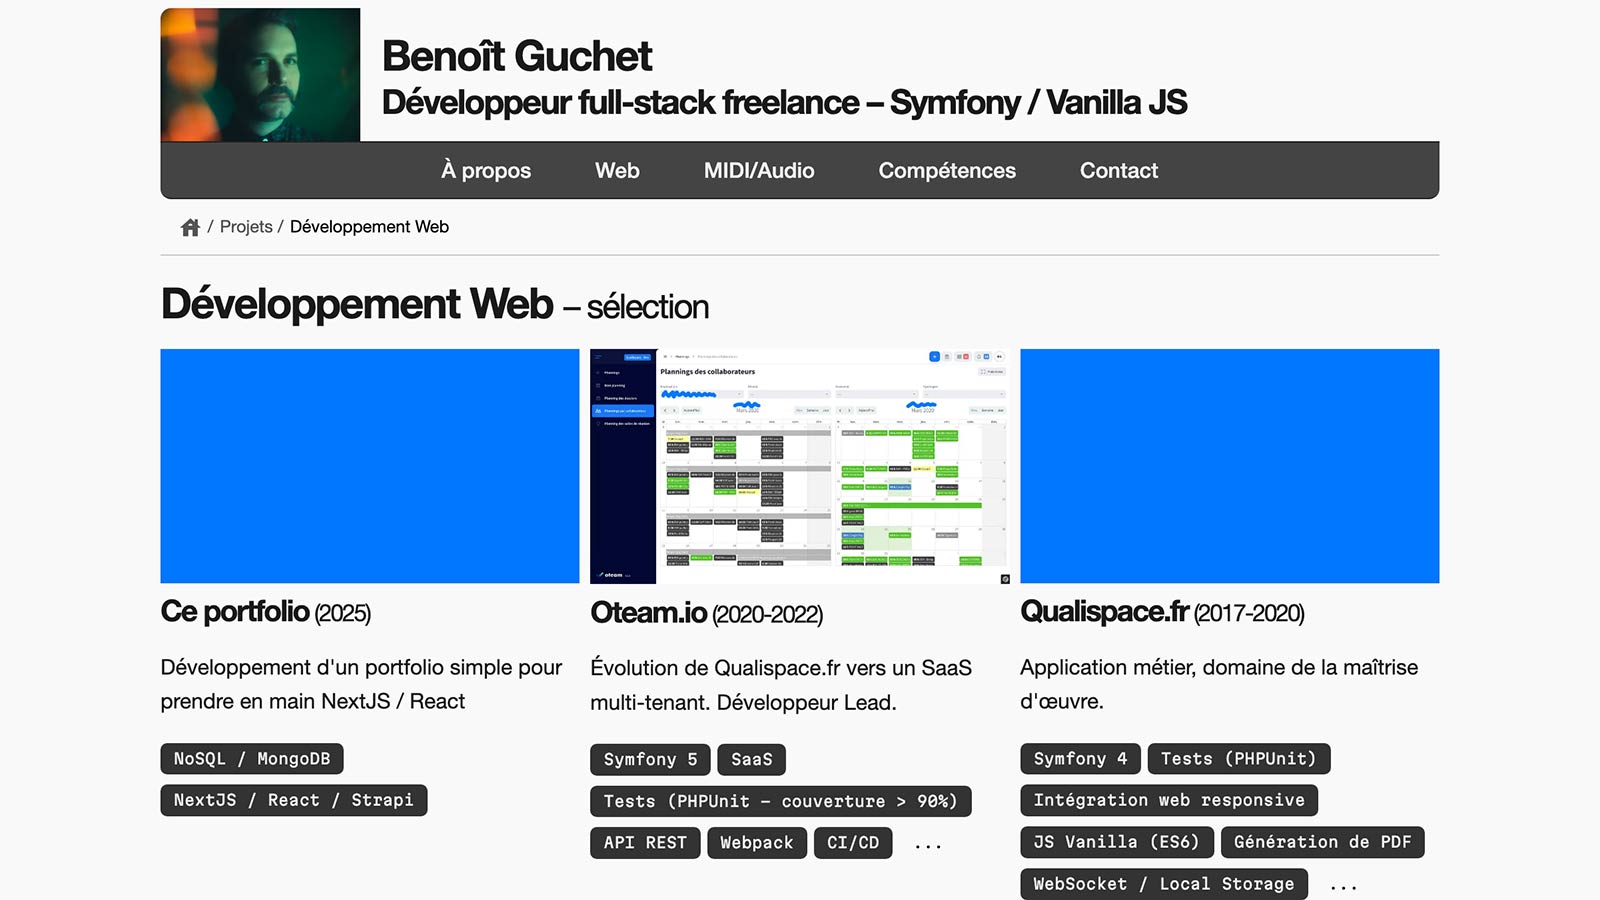 Benoît Guchet
Développeur full-stack freelance – Symfony / Vanilla JS
À propos
Web
MIDI/Audio
Compétences
Contact
/ Projets / Développement Web
Développement Web – sélection
Plannings des collaborateurs
Mars 2020
Mars 2020
oteam
Ce portfolio (2025)
Développement d'un portfolio simple pour
prendre en main NextJS / React
NoSQL / MongoDB
NextJS / React / Strapi
Oteam.io (2020-2022)
Évolution de Qualispace.fr vers un SaaS
multi-tenant. Développeur Lead.
Symfony 5
SaaS
Tests (PHPUnit – couverture > 90%)
API REST
Webpack
CI/CD
...
Qualispace.fr (2017-2020)
Application métier, domaine de la maîtrise
d'œuvre.
Symfony 4
Tests (PHPUnit)
Intégration web responsive
JS Vanilla (ES6)
Génération de PDF
WebSocket / Local Storage
...